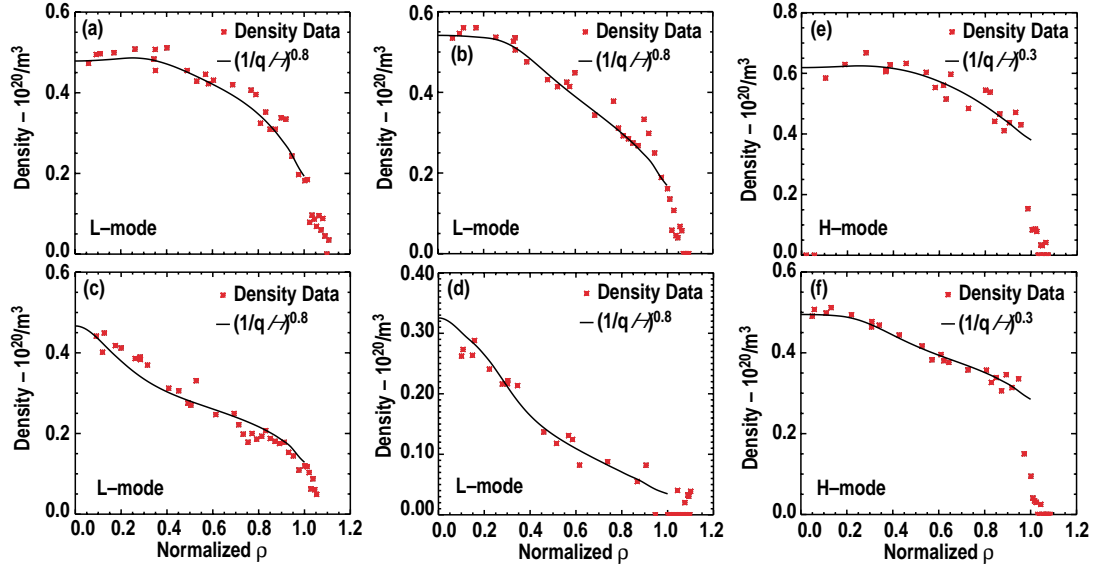 (a)
Density Data
(1/q /-)^0.8
Density – 10^20/m^3
0.6
0.4
0.2
0.0
L–mode
(b)
Density Data
(1/q /-)^0.8
Density – 10^20/m^3
0.6
0.4
0.2
0.0
L–mode
(e)
Density Data
(1/q /-)^0.3
Density – 10^20/m^3
0.8
0.6
0.4
0.2
0.0
H–mode
(c)
Density Data
(1/q /-)^0.8
Density – 10^20/m^3
0.6
0.4
0.2
0.0
L–mode
0.0 0.2 0.4 0.6 0.8 1.0 1.2
Normalized ρ
(d)
Density Data
(1/q /-)^0.8
Density – 10^20/m^3
0.40
0.30
0.20
0.10
0.00
L–mode
0.0 0.2 0.4 0.6 0.8 1.0 1.2
Normalized ρ
(f)
Density Data
(1/q /-)^0.3
Density – 10^20/m^3
0.6
0.4
0.2
0.0
H–mode
0.0 0.2 0.4 0.6 0.8 1.0 1.2
Normalized ρ